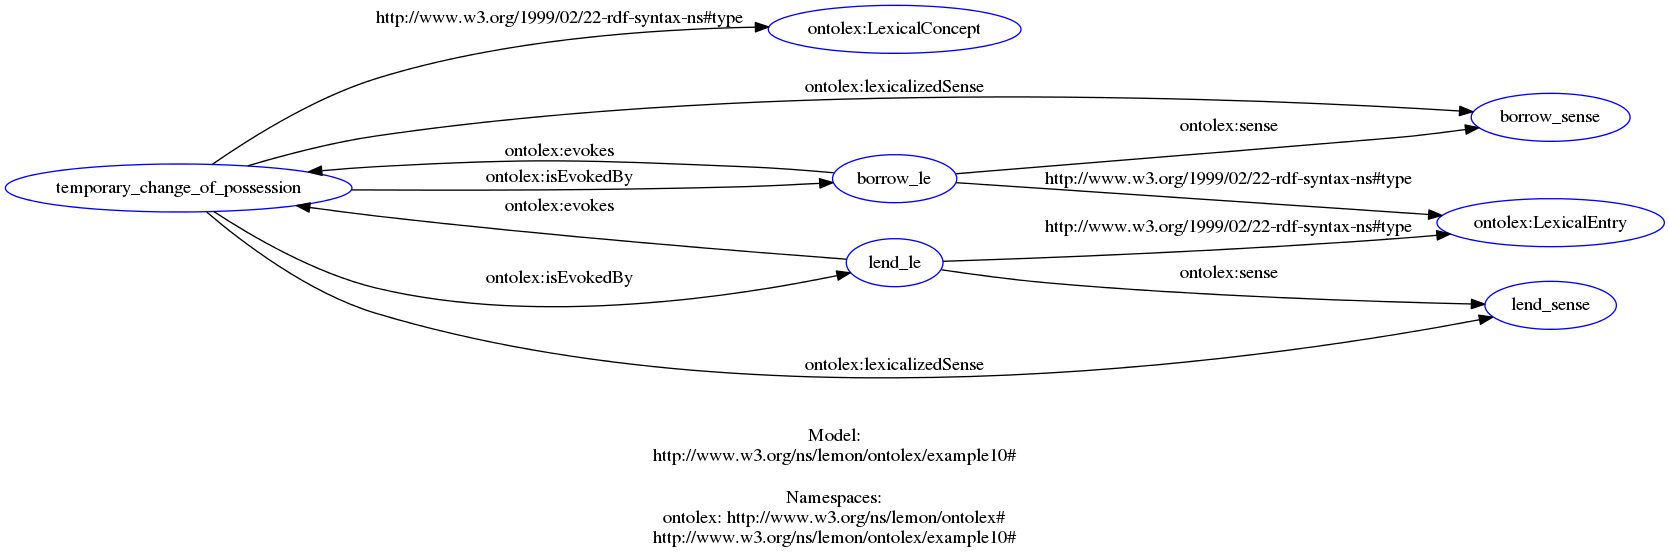 http://www.w3.org/1999/02/22-rdf-syntax-ns#type
ontolex:LexicalConcept
ontolex:lexicalizedSense
borrow_sense
ontolex:sense
ontolex:evokes
ontolex:isEvokedBy
borrow_le
http://www.w3.org/1999/02/22-rdf-syntax-ns#type
temporary_change_of_possession
ontolex:evokes
http://www.w3.org/1999/02/22-rdf-syntax-ns#type
ontolex:LexicalEntry
lend_le
ontolex:isEvokedBy
ontolex:sense
lend_sense
ontolex:lexicalizedSense
Model:
http://www.w3.org/ns/lemon/ontolex/example10#
Namespaces:
ontolex: http://www.w3.org/ns/lemon/ontolex#
http://www.w3.org/ns/lemon/ontolex/example10#